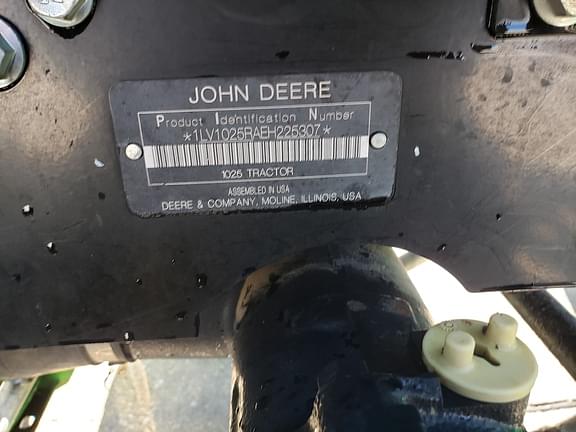 JOHN DEERE
Product Identification Number
*1LV1025RAEH225307*
1025 TRACTOR
ASSEMBLED IN USA
DEERE & COMPANY, MOLINE, ILLINOIS, USA